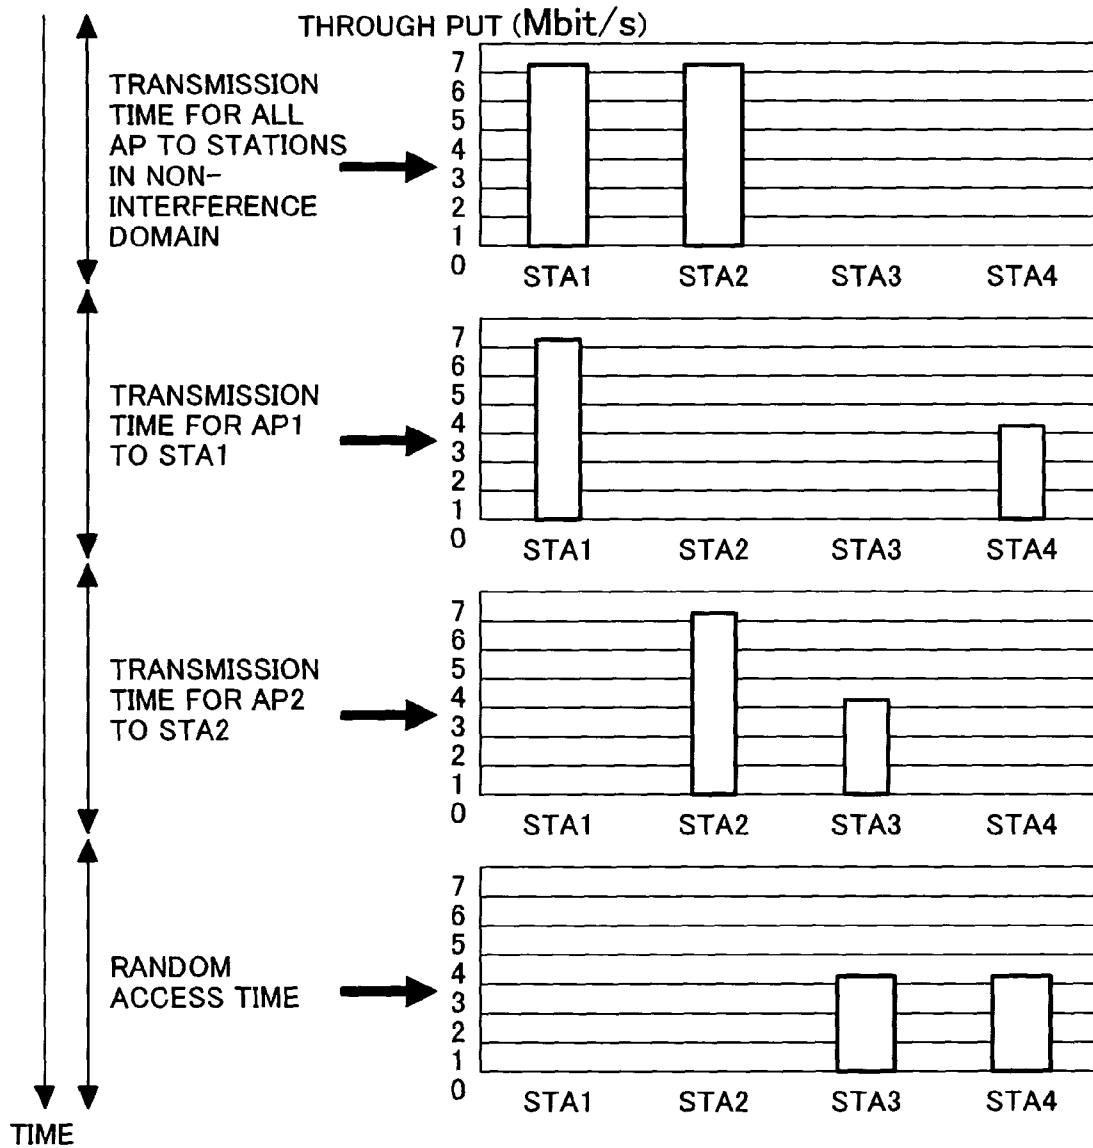 THROUGH PUT (Mbit/s)
TRANSMISSION
TIME FOR ALL
AP TO STATIONS
IN NON-
INTERFERENCE
DOMAIN
7
6
5
4
3
2
1
0
STA1 STA2 STA3 STA4
TRANSMISSION
TIME FOR AP1
TO STA1
7
6
5
4
3
2
1
0
STA1 STA2 STA3 STA4
TRANSMISSION
TIME FOR AP2
TO STA2
7
6
5
4
3
2
1
0
STA1 STA2 STA3 STA4
RANDOM
ACCESS TIME
7
6
5
4
3
2
1
0
STA1 STA2 STA3 STA4
TIME